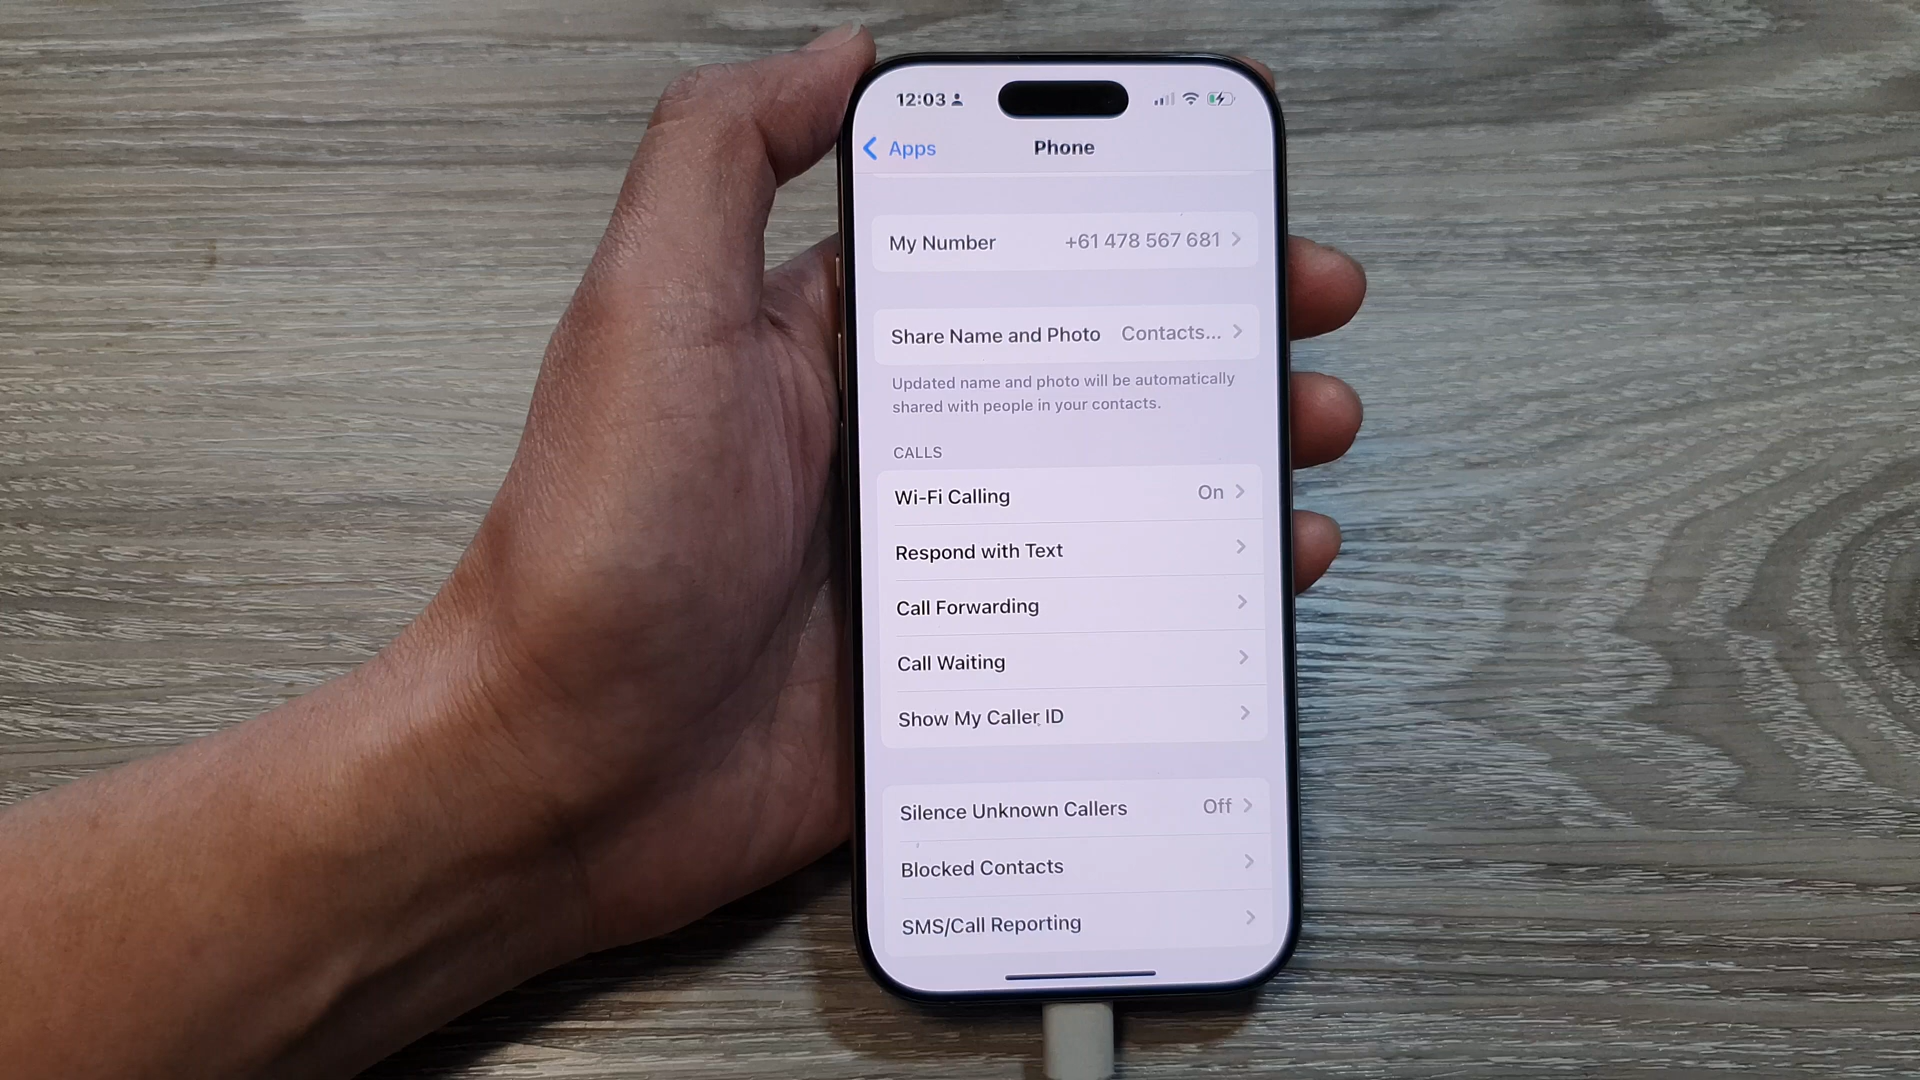 12:03
Apps
Phone
My Number +61 478 567 681
Share Name and Photo Contacts...
Updated name and photo will be automatically
shared with people in your contacts.
CALLS
Wi-Fi Calling On
Respond with Text
Call Forwarding
Call Waiting
Show My Caller ID
Silence Unknown Callers Off
Blocked Contacts
SMS/Call Reporting